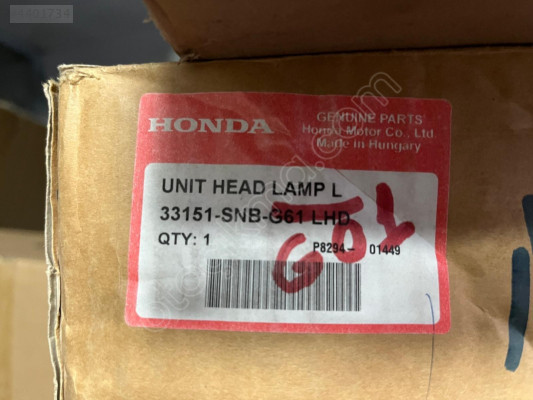 HONDA
GENUINE PARTS
Honda Motor Co., Ltd.
Made in Hungary
UNIT HEAD LAMP L
33151-SNB-G61 LHD
QTY: 1
P8294- 01449
G01